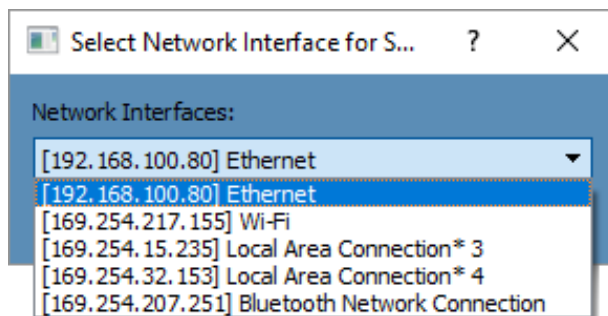 Select Network Interface for S... ?
Network Interfaces:
[192.168.100.80] Ethernet
[192.168.100.80] Ethernet
[169.254.217.155] Wi-Fi
[169.254.15.235] Local Area Connection* 3
[169.254.32.153] Local Area Connection* 4
[169.254.207.251] Bluetooth Network Connection